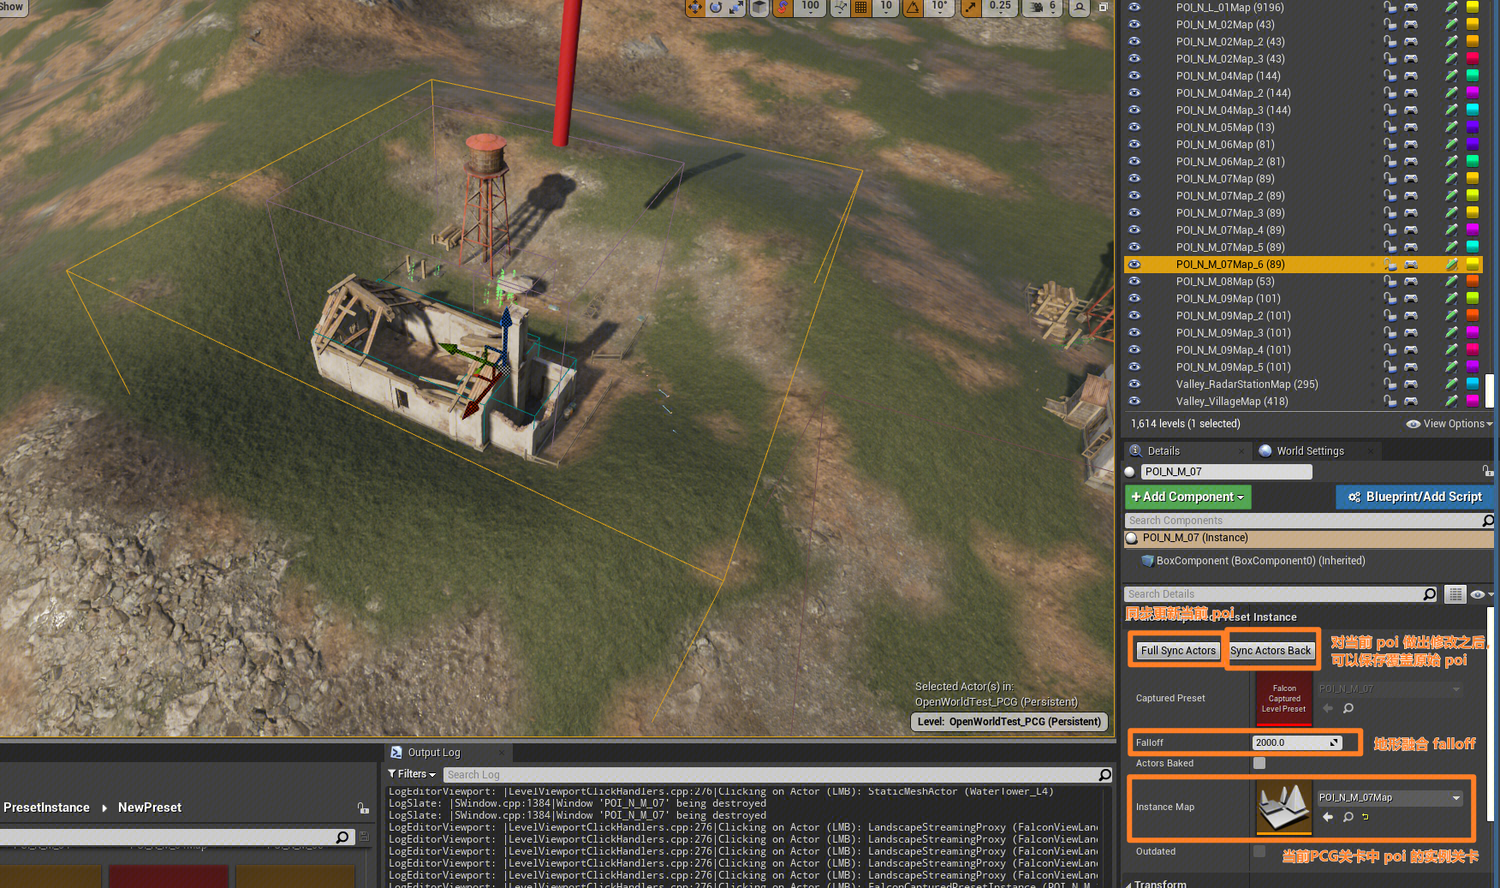 Show
100
10
10°
0.25
6
POI_N_L_01Map (9196)
POI_N_M_02Map (43)
POI_N_M_02Map_2 (43)
POI_N_M_02Map_3 (43)
POI_N_M_04Map (144)
POI_N_M_04Map_2 (144)
POI_N_M_04Map_3 (144)
POI_N_M_05Map (13)
POI_N_M_06Map (81)
POI_N_M_06Map_2 (81)
POI_N_M_07Map (89)
POI_N_M_07Map_2 (89)
POI_N_M_07Map_3 (89)
POI_N_M_07Map_4 (89)
POI_N_M_07Map_5 (89)
POI_N_M_07Map_6 (89)
POI_N_M_08Map (53)
POI_N_M_09Map (101)
POI_N_M_09Map_2 (101)
POI_N_M_09Map_3 (101)
POI_N_M_09Map_4 (101)
POI_N_M_09Map_5 (101)
Valley_RadarStationMap (295)
Valley_VillageMap (418)
1,614 levels (1 selected)
View Options
Details
World Settings
POI_N_M_07
+Add Component
Blueprint/Add Script
Search Components
POI_N_M_07 (Instance)
BoxComponent (BoxComponent0) (Inherited)
Search Details
同步更新当前 poi
Preset Instance
Full Sync Actors
Sync Actors Back
对当前 poi 做出修改之后,
可以保存覆盖原始 poi
Captured Preset
Falcon
Captured
Level Preset
POI_N_M_07
Falloff
2000.0
地形融合 falloff
Actors Baked
Instance Map
POI_N_M_07Map
Outdated
当前PCG关卡中 poi 的实例关卡
Transform
Selected Actor(s) in:
OpenWorldTest_PCG (Persistent)
Level: OpenWorldTest_PCG (Persistent)
PresetInstance
NewPreset
Output Log
Filters
Search Log
LogEditorViewport: |LevelViewportClickHandlers.cpp:276|Clicking on Actor (LMB): StaticMeshActor (WaterTower_L4)
LogSlate: |SWindow.cpp:1384|Window 'POI_N_M_07' being destroyed
LogSlate: |SWindow.cpp:1384|Window 'POI_N_M_07' being destroyed
LogEditorViewport: |LevelViewportClickHandlers.cpp:276|Clicking on Actor (LMB): LandscapeStreamingProxy (FalconViewLand
LogEditorViewport: |LevelViewportClickHandlers.cpp:276|Clicking on Actor (LMB): LandscapeStreamingProxy (FalconViewLand
LogEditorViewport: |LevelViewportClickHandlers.cpp:276|Clicking on Actor (LMB): LandscapeStreamingProxy (FalconViewLand
LogEditorViewport: |LevelViewportClickHandlers.cpp:276|Clicking on Actor (LMB): LandscapeStreamingProxy (FalconViewLand
LogEditorViewport: |LevelViewportClickHandlers.cpp:276|Clicking on Actor (LMB): LandscapeStreamingProxy (FalconViewLand
LogEditorViewport: |LevelViewportClickHandlers.cpp:276|Clicking on Actor (LMB): FalconCapturedPresetInstance (POI_N_M